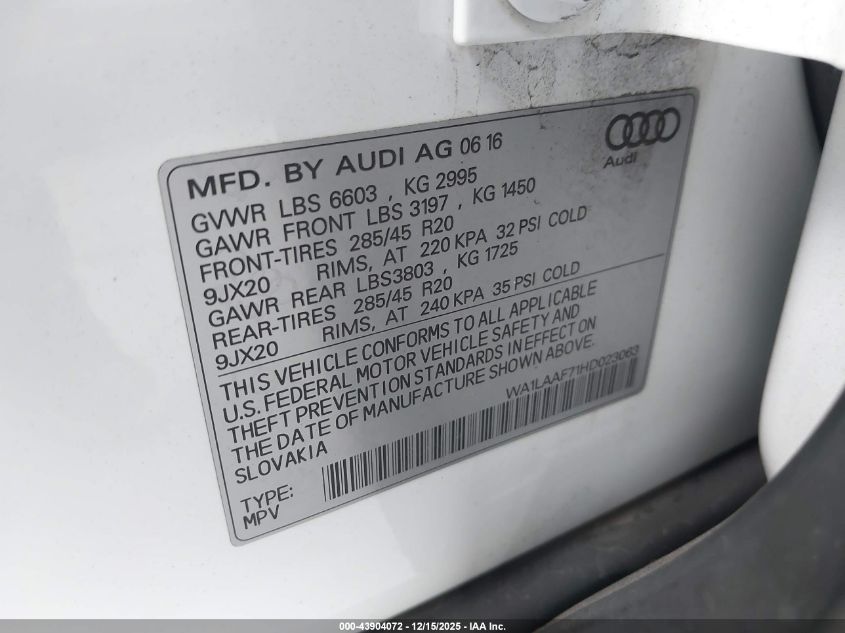 Audi
MFD. BY AUDI AG 06 16
GVWR LBS 6603 , KG 2995
GAWR FRONT LBS 3197 , KG 1450
FRONT-TIRES 285/45 R20
9JX20 RIMS, AT 220 KPA 32 PSI COLD
GAWR REAR LBS3803 , KG 1725
REAR-TIRES 285/45 R20
9JX20 RIMS, AT 240 KPA 35 PSI COLD
THIS VEHICLE CONFORMS TO ALL APPLICABLE
U.S. FEDERAL MOTOR VEHICLE SAFETY AND
THEFT PREVENTION STANDARDS IN EFFECT ON
THE DATE OF MANUFACTURE SHOWN ABOVE.
SLOVAKIA
WA1LAAF71HD023063
TYPE:
MPV
000-43904072 - 12/15/2025 - IAA Inc.